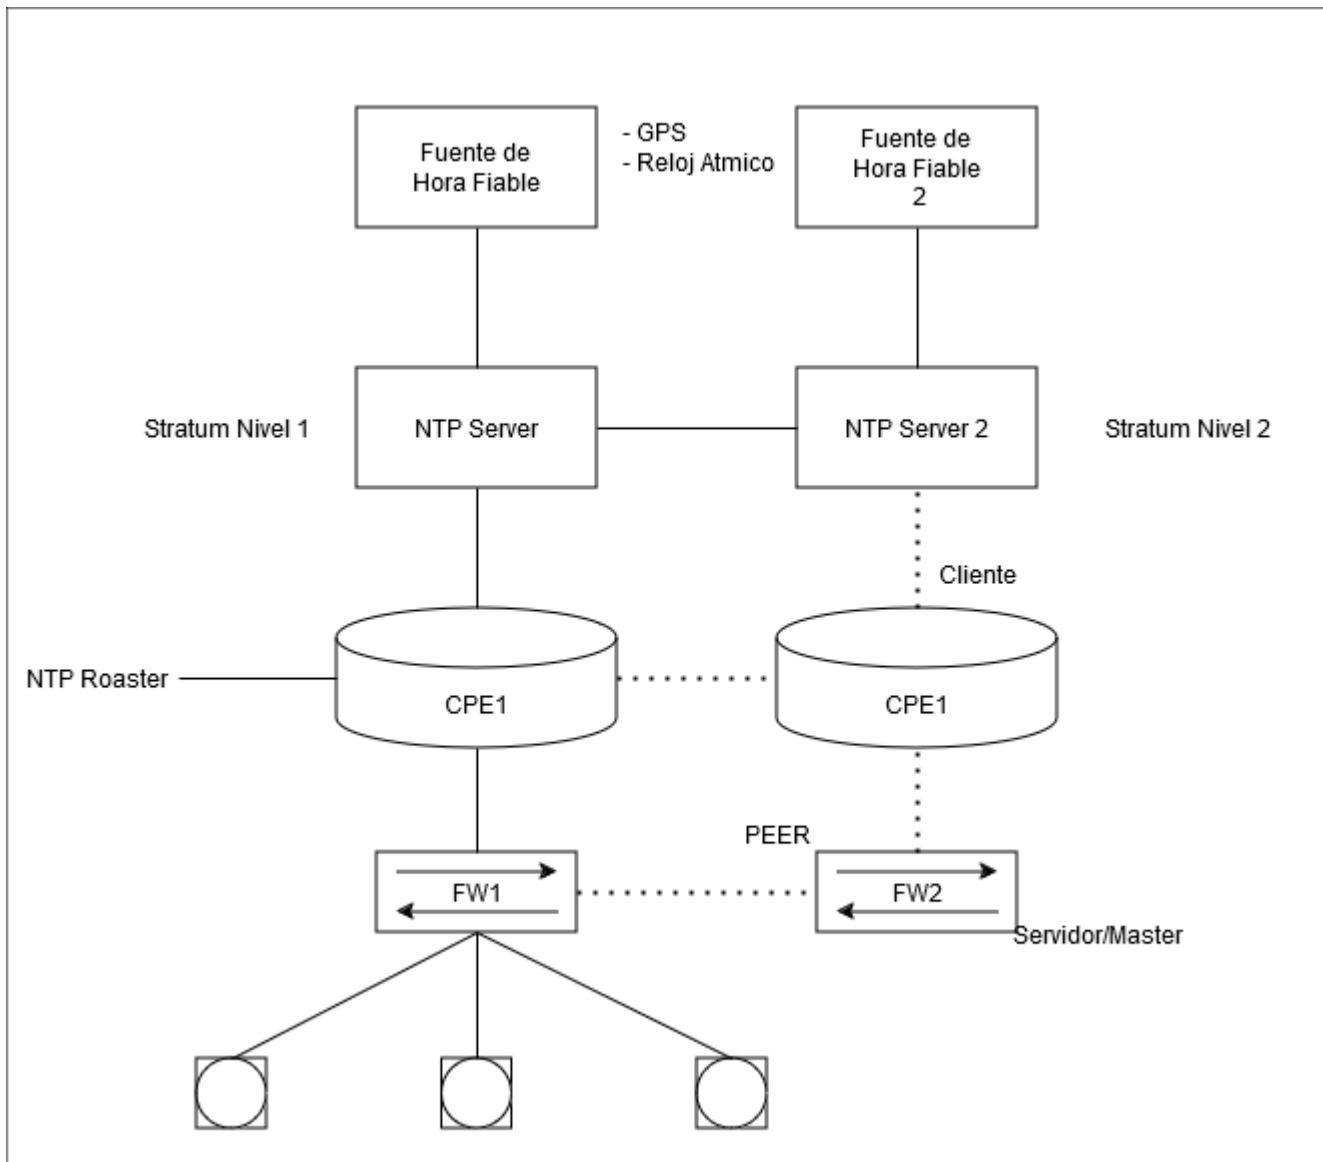 Fuente de
Hora Fiable
- GPS
- Reloj Atmico
Fuente de
Hora Fiable
2
Stratum Nivel 1
NTP Server
NTP Server 2
Stratum Nivel 2
Cliente
NTP Roaster
CPE1
CPE1
PEER
FW1
FW2
Servidor/Master